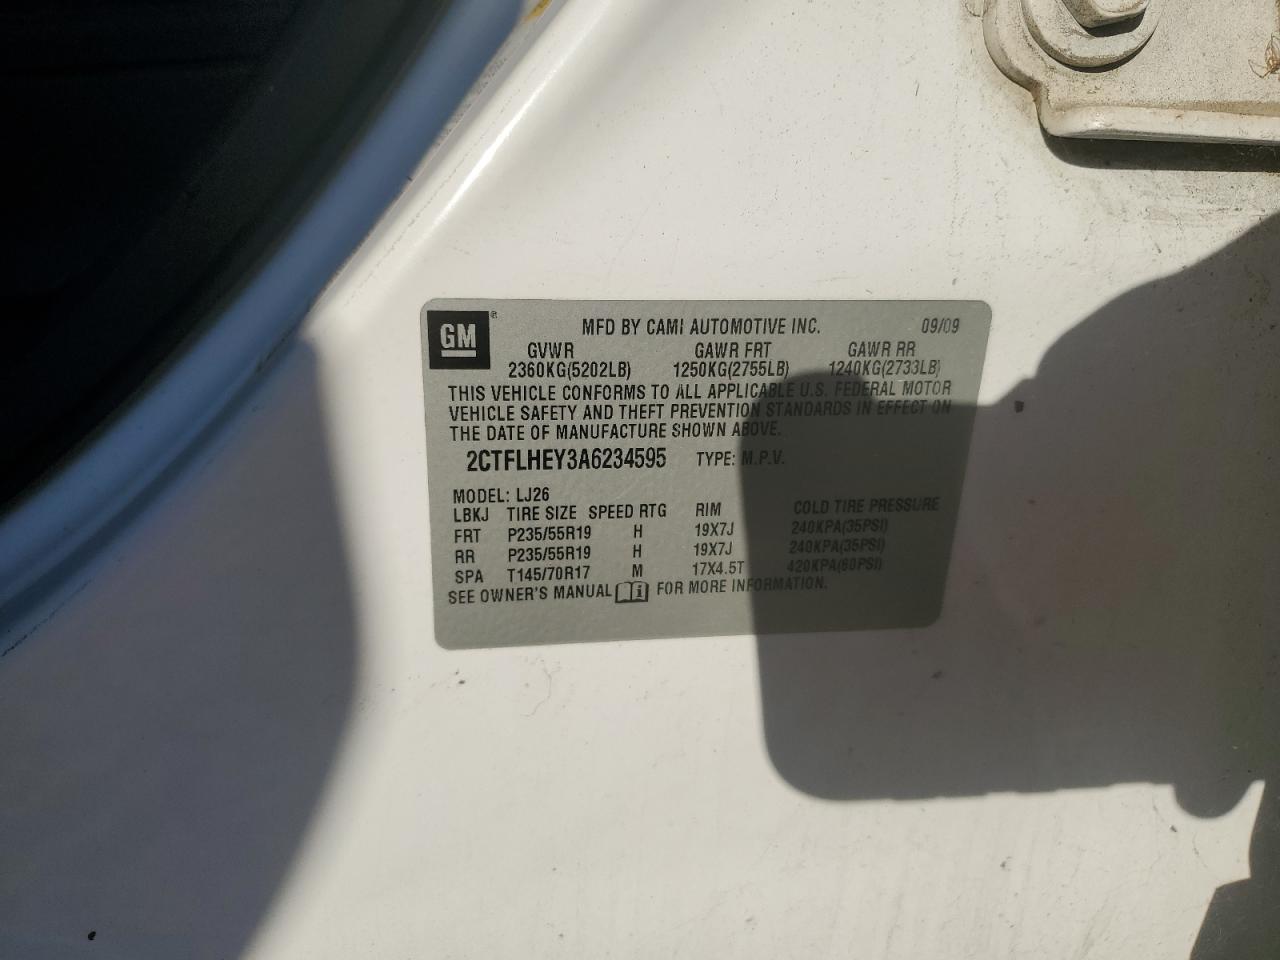 GM ® MFD BY CAMI AUTOMOTIVE INC. 09/09
GVWR GAWR FRT GAWR RR
2360KG(5202LB) 1250KG(2755LB) 1240KG(2733LB)
THIS VEHICLE CONFORMS TO ALL APPLICABLE U.S. FEDERAL MOTOR
VEHICLE SAFETY AND THEFT PREVENTION STANDARDS IN EFFECT ON
THE DATE OF MANUFACTURE SHOWN ABOVE.
2CTFLHEY3A6234595 TYPE: M.P.V.
MODEL: LJ26
LBKJ TIRE SIZE SPEED RTG RIM COLD TIRE PRESSURE
FRT P235/55R19 H 19X7J 240KPA(35PSI)
RR P235/55R19 H 19X7J 240KPA(35PSI)
SPA T145/70R17 M 17X4.5T 420KPA(60PSI)
SEE OWNER'S MANUAL FOR MORE INFORMATION.